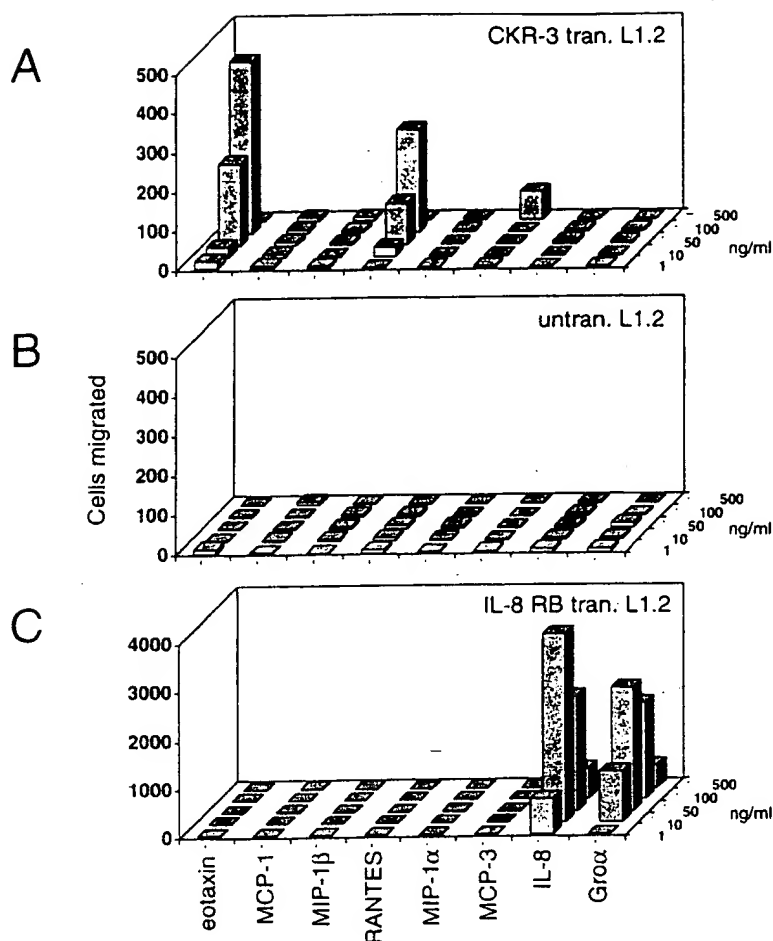 A
CKR-3 tran. L1.2
500
400
300
200
100
0
500
100
50
10
1
ng/ml
B
untran. L1.2
Cells migrated
500
400
300
200
100
0
500
100
50
10
1
ng/ml
C
IL-8 RB tran. L1.2
4000
3000
2000
1000
0
500
100
50
10
1
ng/ml
eotaxin
MCP-1
MIP-1β
RANTES
MIP-1α
MCP-3
IL-8
Groα